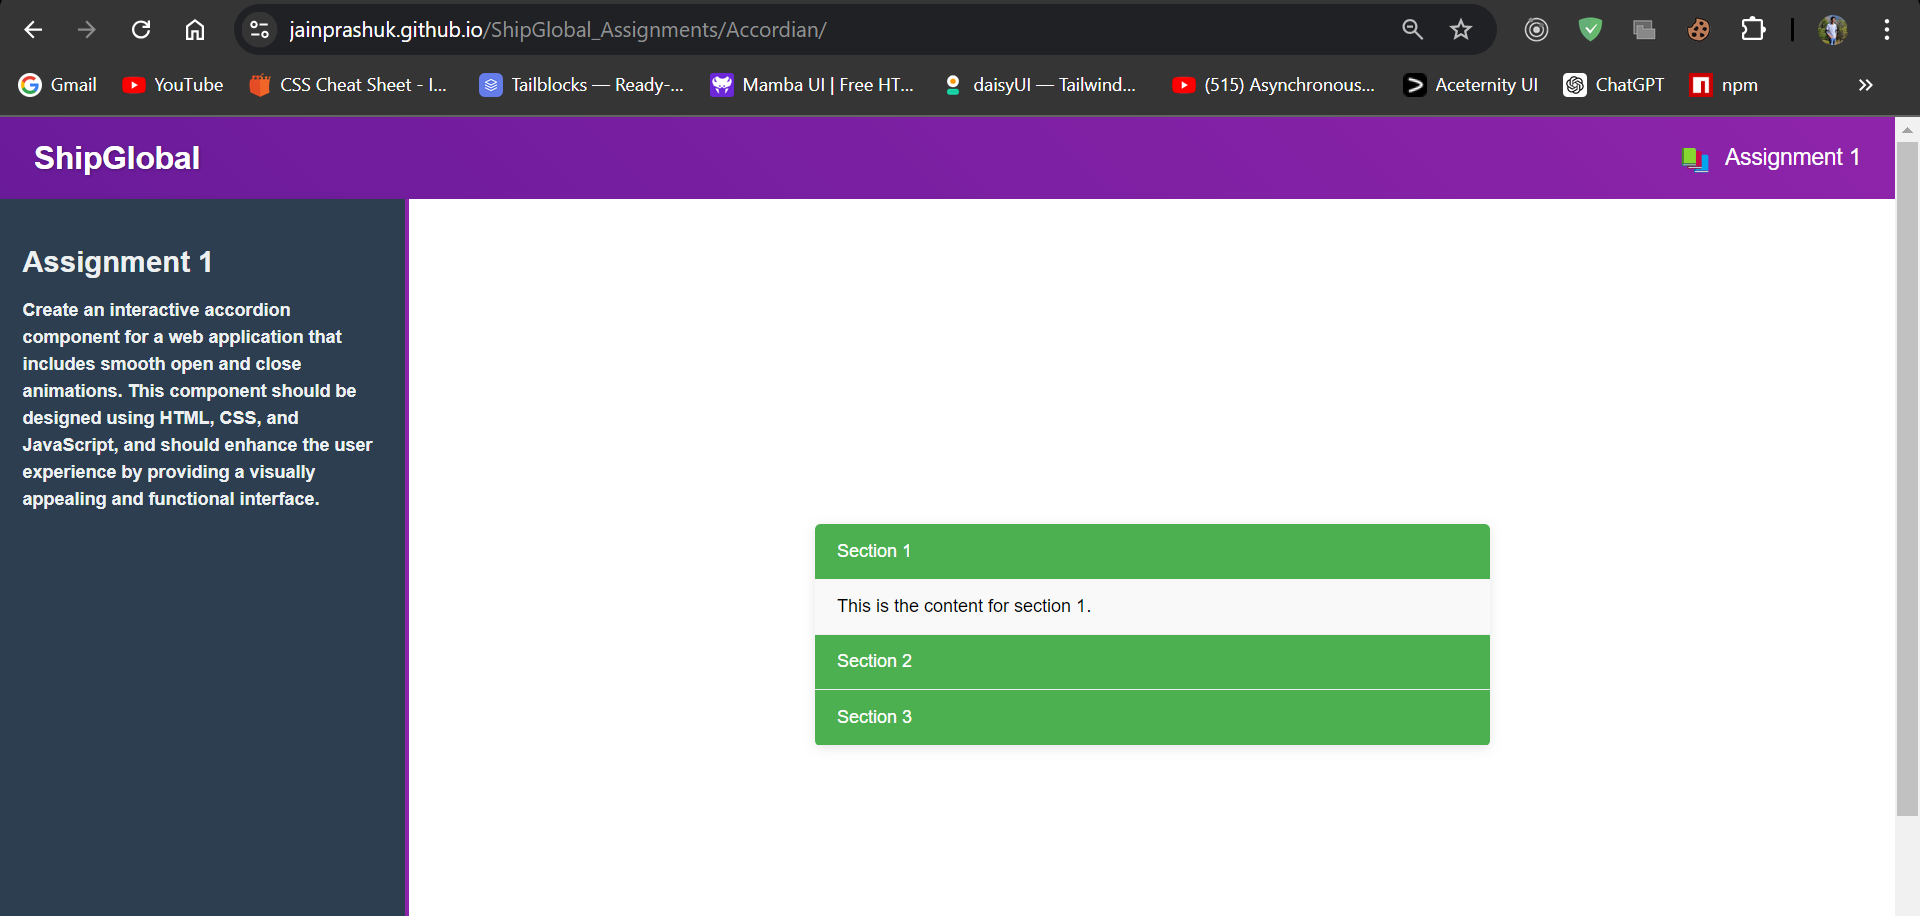 jainprashuk.github.io/ShipGlobal_Assignments/Accordian/
Gmail YouTube CSS Cheat Sheet - I... Tailblocks — Ready-... Mamba UI | Free HT... daisyUI — Tailwind... (515) Asynchronous... Aceternity UI ChatGPT npm
ShipGlobal
Assignment 1
Assignment 1
Create an interactive accordion
component for a web application that
includes smooth open and close
animations. This component should be
designed using HTML, CSS, and
JavaScript, and should enhance the user
experience by providing a visually
appealing and functional interface.
Section 1
This is the content for section 1.
Section 2
Section 3